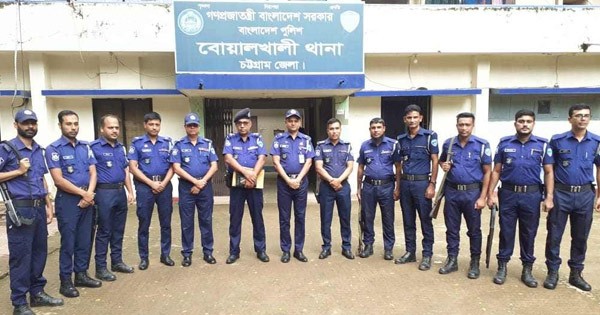 গণপ্রজাতন্ত্রী বাংলাদেশ সরকার
বাংলাদেশ পুলিশ
বোয়ালখালী থানা
চট্টগ্রাম জেলা।